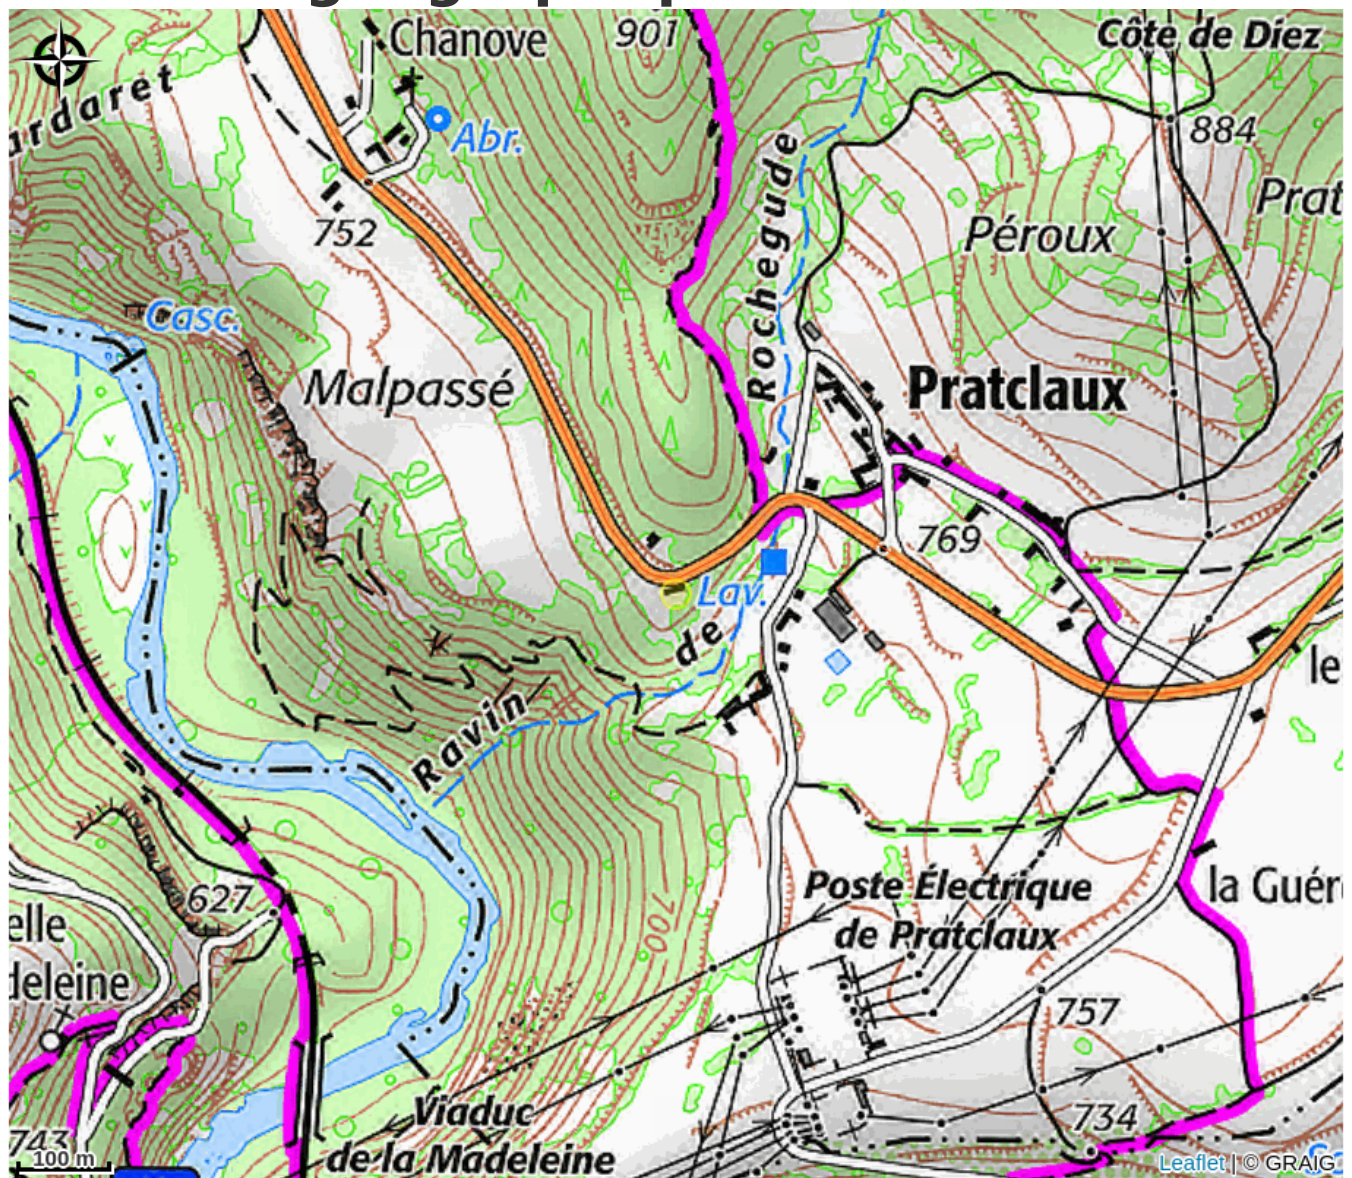 Chanove
901
Côte de Diez
ardaret
Abr.
884
Rochegude
Prat
752
Péroux
Casc.
Malpassé
Pratclaux
769
Lav.
de
le
Ravin
627
Poste Électrique
de Pratclaux
la Guér
elle
deleine
700
757
Viaduc
de la Madeleine
734
743
100 m
Leaflet | © GRAIG